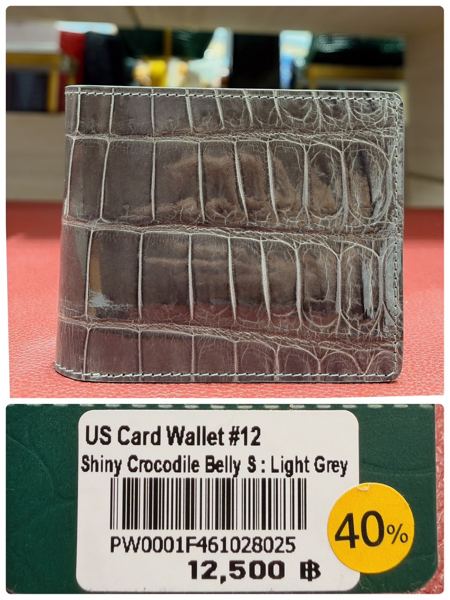 US Card Wallet #12
Shiny Crocodile Belly S : Light Grey
PW0001F461028025
12,500 ฿
40%